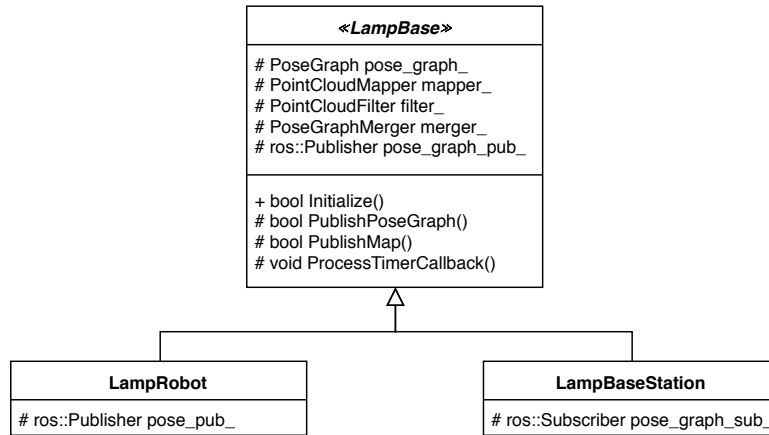 «LampBase»
# PoseGraph pose_graph_
# PointCloudMapper mapper_
# PointCloudFilter filter_
# PoseGraphMerger merger_
# ros::Publisher pose_graph_pub_
+ bool Initialize()
# bool PublishPoseGraph()
# bool PublishMap()
# void ProcessTimerCallback()
LampRobot
# ros::Publisher pose_pub_
LampBaseStation
# ros::Subscriber pose_graph_sub_